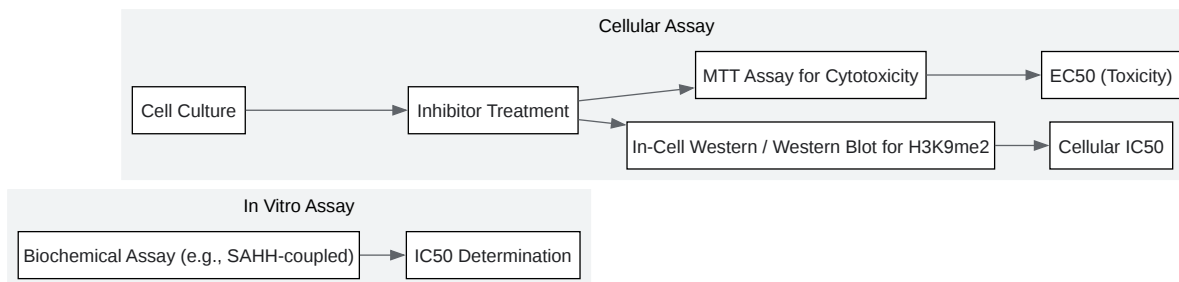 Cellular Assay
MTT Assay for Cytotoxicity
EC50 (Toxicity)
Cell Culture
Inhibitor Treatment
In-Cell Western / Western Blot for H3K9me2
Cellular IC50
In Vitro Assay
Biochemical Assay (e.g., SAHH-coupled)
IC50 Determination